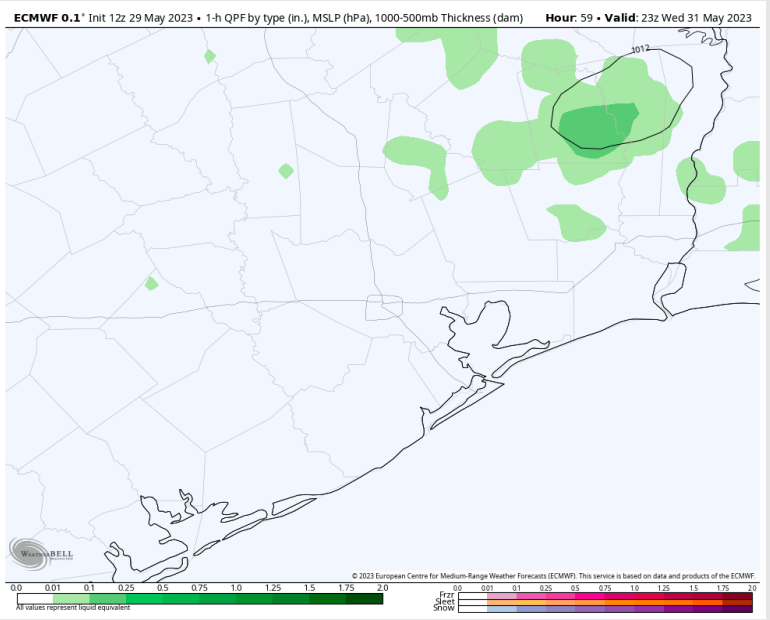 ECMWF 0.1° Init 12z 29 May 2023 • 1-h QPF by type (in.), MSLP (hPa), 1000-500mb Thickness (dam) Hour: 59 • Valid: 23z Wed 31 May 2023
1012
WEATHERBELL
© 2023 European Centre for Medium-Range Weather Forecasts (ECMWF). This service is based on data and products of the ECMWF.
0.0 0.01 0.1 0.25 0.5 0.75 1.0 1.25 1.5 1.75 2.0
All values represent liquid equivalent
0.0 0.01 0.1 0.25 0.5 0.75 1.0 1.25 1.5 1.75 2.0
Frzr
Sleet
Snow